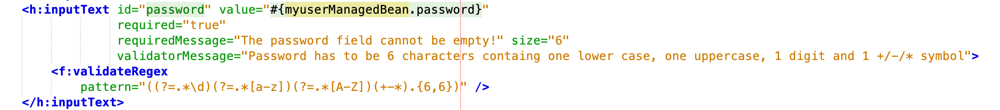 <h:inputText id="password" value="#{myuserManagedBean.password}"
required="true"
requiredMessage="The password field cannot be empty!" size="6"
validatorMessage="Password has to be 6 characters containg one lower case, one uppercase, 1 digit and 1 +/-/* symbol">
<f:validateRegex
pattern="((?=.*\d)(?=.*[a-z])(?=.*[A-Z])(+-*).{6,6})" />
</h:inputText>